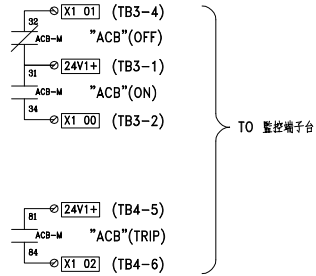 X1 01 (TB3-4)
32
ACB-M "ACB"(OFF)
24V1+ (TB3-1)
31
ACB-M "ACB"(ON)
34
X1 00 (TB3-2)
TO 監控端子台
24V1+ (TB4-5)
81
ACB-M "ACB"(TRIP)
84
X1 02 (TB4-6)